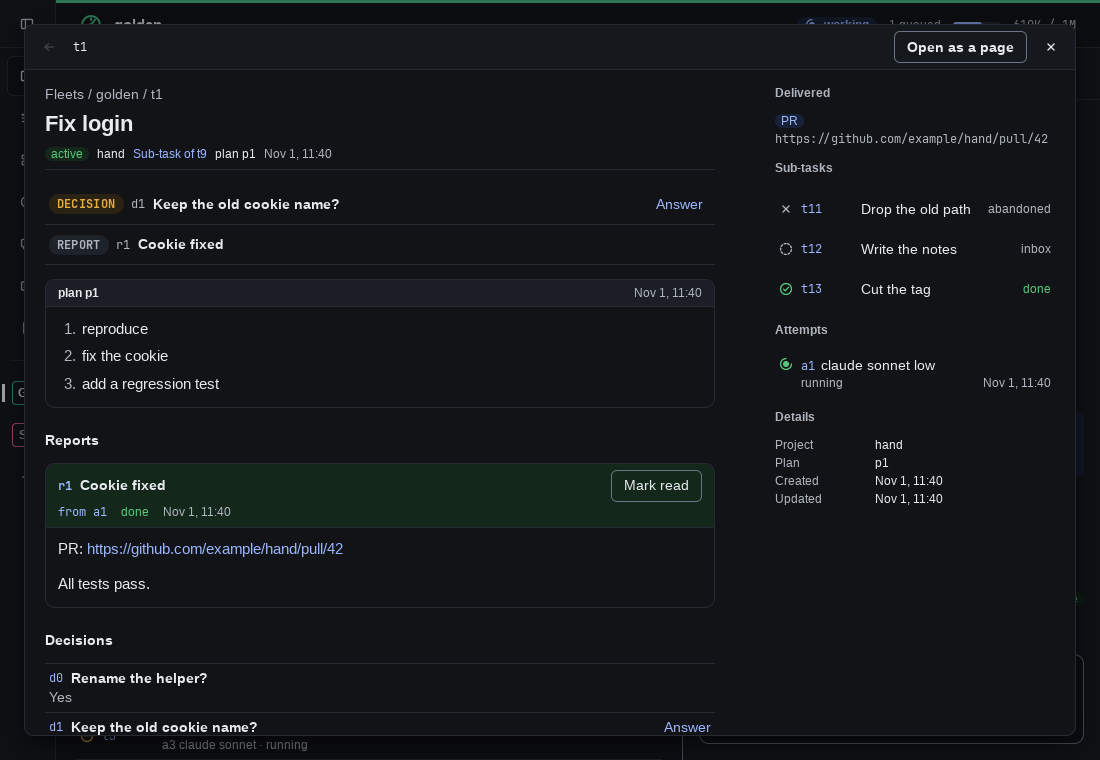 golden
working 1 queued 610K / 1M
t1
Open as a page
Fleets / golden / t1
Fix login
active hand Sub-task of t9 plan p1 Nov 1, 11:40
DECISION d1 Keep the old cookie name? Answer
REPORT r1 Cookie fixed
plan p1 Nov 1, 11:40
1. reproduce
2. fix the cookie
3. add a regression test
Reports
r1 Cookie fixed Mark read
from a1 done Nov 1, 11:40
PR: https://github.com/example/hand/pull/42
All tests pass.
Decisions
d0 Rename the helper?
Yes
d1 Keep the old cookie name? Answer
Delivered
PR
https://github.com/example/hand/pull/42
Sub-tasks
t11 Drop the old path abandoned
t12 Write the notes inbox
t13 Cut the tag done
Attempts
a1 claude sonnet low
running Nov 1, 11:40
Details
Project hand
Plan p1
Created Nov 1, 11:40
Updated Nov 1, 11:40
a3 claude sonnet · running